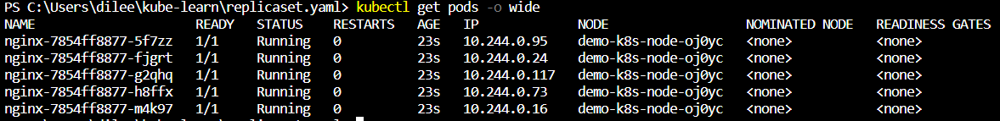 PS C:\Users\dilee\kube-learn\replicaset.yaml> kubectl get pods -o wide
NAME READY STATUS RESTARTS AGE IP NODE NOMINATED NODE READINESS GATES
nginx-7854ff8877-5f7zz 1/1 Running 0 23s 10.244.0.95 demo-k8s-node-oj0yc <none> <none>
nginx-7854ff8877-fjgrt 1/1 Running 0 23s 10.244.0.24 demo-k8s-node-oj0yc <none> <none>
nginx-7854ff8877-g2qhq 1/1 Running 0 23s 10.244.0.117 demo-k8s-node-oj0yc <none> <none>
nginx-7854ff8877-h8ffx 1/1 Running 0 23s 10.244.0.73 demo-k8s-node-oj0yc <none> <none>
nginx-7854ff8877-m4k97 1/1 Running 0 23s 10.244.0.16 demo-k8s-node-oj0yc <none> <none>